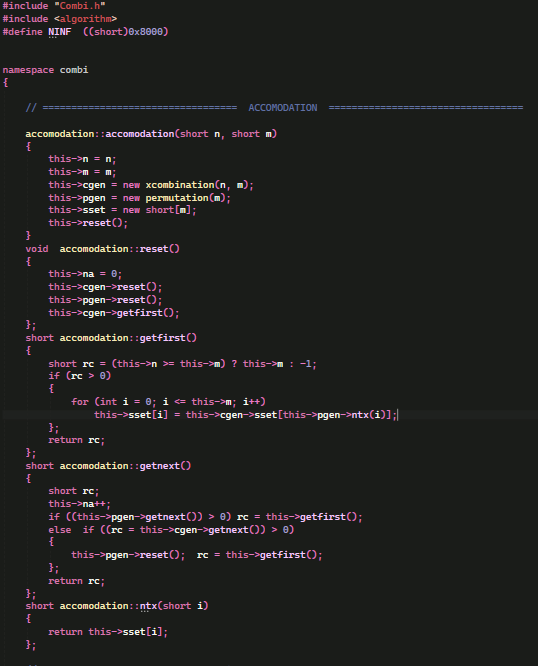 #include "Combi.h"
#include <algorithm>
#define NINF  ((short)0x8000)
namespace combi
{
// ==================================  ACCOMODATION  ==================================
accomodation::accomodation(short n, short m)
{
this->n = n;
this->m = m;
this->cgen = new xcombination(n, m);
this->pgen = new permutation(m);
this->sset = new short[m];
this->reset();
}
void  accomodation::reset()
{
this->na = 0;
this->cgen->reset();
this->pgen->reset();
this->cgen->getfirst();
};
short accomodation::getfirst()
{
short rc = (this->n >= this->m) ? this->m : -1;
if (rc > 0)
{
for (int i = 0; i <= this->m; i++)
this->sset[i] = this->cgen->sset[this->pgen->ntx(i)];
};
return rc;
};
short accomodation::getnext()
{
short rc;
this->na++;
if ((this->pgen->getnext()) > 0) rc = this->getfirst();
else  if ((rc = this->cgen->getnext()) > 0)
{
this->pgen->reset();  rc = this->getfirst();
};
return rc;
};
short accomodation::ntx(short i)
{
return this->sset[i];
};